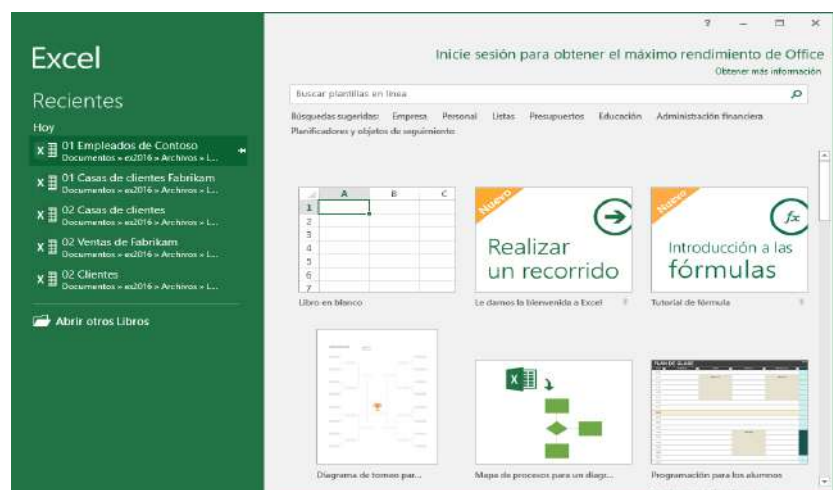 ?
Excel
Inicie sesión para obtener el máximo rendimiento de Office
Obtener más información
Recientes
Hoy
01 Empleados de Contoso
Documentos » ex2016 » Archivos » L...
01 Casas de clientes Fabrikam
Documentos » ex2016 » Archivos » L...
02 Casas de clientes
Documentos » ex2016 » Archivos » L...
02 Ventas de Fabrikam
Documentos » ex2016 » Archivos » L...
02 Clientes
Documentos » ex2016 » Archivos » L...
Abrir otros Libros
Buscar plantillas en línea
Búsquedas sugeridas: Empresa Personal Listas Presupuestos Educación Administración financiera
Planificadores y objetos de seguimiento
A B C
1
2
3
4
5
6
7
Libro en blanco
Nuevo
Realizar
un recorrido
Le damos la bienvenida a Excel
Nuevo
fx
Introducción a las
fórmulas
Tutorial de fórmula
Diagrama de torneo par...
X
Mapa de procesos para un diagr...
PLAN DE CLASE
Programación para los alumnos